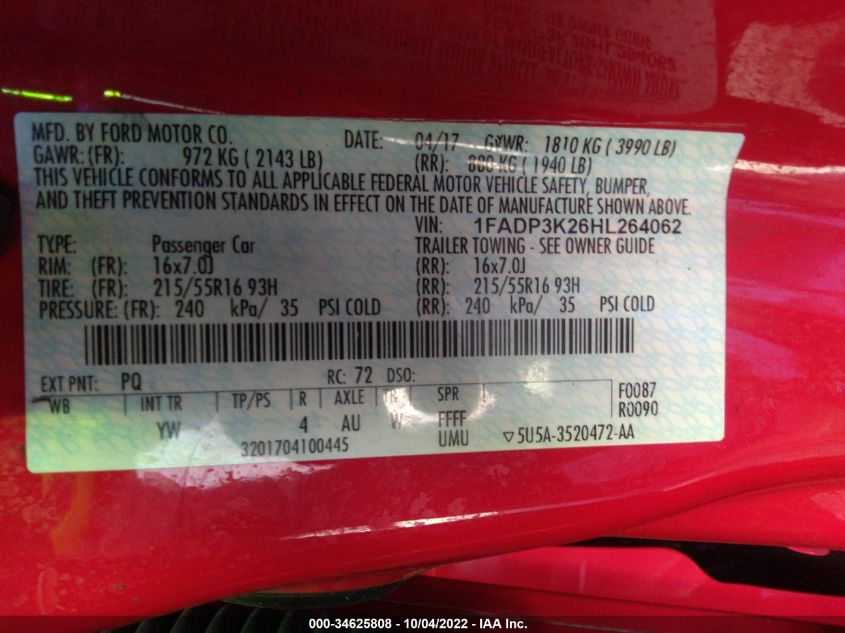 MFD. BY FORD MOTOR CO. DATE: 04/17 GVWR: 1810 KG ( 3990 LB)
GAWR: (FR): 972 KG ( 2143 LB) (RR): 880 KG ( 1940 LB)
THIS VEHICLE CONFORMS TO ALL APPLICABLE FEDERAL MOTOR VEHICLE SAFETY, BUMPER,
AND THEFT PREVENTION STANDARDS IN EFFECT ON THE DATE OF MANUFACTURE SHOWN ABOVE.
VIN: 1FADP3K26HL264062
TYPE: Passenger Car TRAILER TOWING - SEE OWNER GUIDE
RIM: (FR): 16x7.0J (RR): 16x7.0J
TIRE: (FR): 215/55R16 93H (RR): 215/55R16 93H
PRESSURE: (FR): 240 kPa/ 35 PSI COLD (RR): 240 kPa/ 35 PSI COLD
EXT PNT: PQ RC: 72 DSO:
WB INT TR TP/PS R AXLE TR SPR F0087
YW 4 AU W FFFF R0090
3201704100445 UMU ▽5U5A-3520472-AA
000-34625808 - 10/04/2022 - IAA Inc.